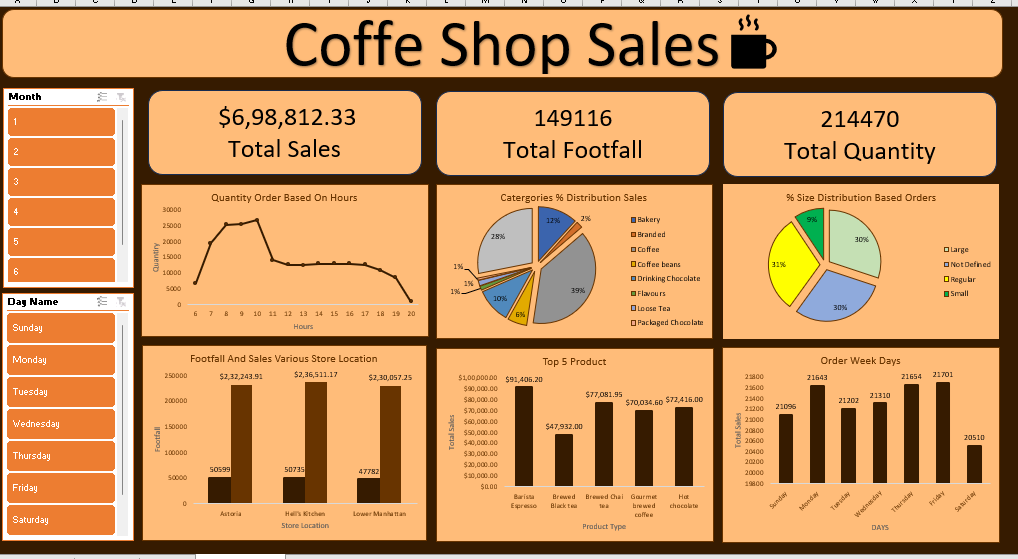 Coffe Shop Sales
Month
1
2
3
4
5
6
Day Name
Sunday
Monday
Tuesday
Wednesday
Thursday
Friday
Saturday
$6,98,812.33
Total Sales
149116
Total Footfall
214470
Total Quantity
Quantity Order Based On Hours
Quantiry
30000
25000
20000
15000
10000
5000
0
6 7 8 9 10 11 12 13 14 15 16 17 18 19 20
Hours
Catergories % Distribution Sales
12%
2%
39%
6%
10%
1%
1%
1%
28%
Bakery
Branded
Coffee
Coffee beans
Drinking Chocolate
Flavours
Loose Tea
Packaged Chocolate
% Size Distribution Based Orders
9%
30%
31%
30%
Large
Not Defined
Regular
Small
Footfall And Sales Various Store Location
Footfall
250000
200000
150000
100000
50000
0
$2,32,243.91
$2,36,511.17
$2,30,057.25
50599
50735
47782
Astoria
Hell's Kitchen
Lower Manhattan
Store Location
Top 5 Product
Total Sales
$1,00,000.00
$90,000.00
$80,000.00
$70,000.00
$60,000.00
$50,000.00
$40,000.00
$30,000.00
$20,000.00
$10,000.00
$0.00
$91,406.20
$47,932.00
$77,081.95
$70,034.60
$72,416.00
Barista
Espresso
Brewed
Black tea
Brewed Chai
tea
Gourmet
brewed
coffee
Hot
chocolate
Product Type
Order Week Days
Total Sales
21800
21600
21400
21200
21000
20800
20600
20400
20200
20000
19800
21096
21643
21202
21310
21654
21701
20510
Sunday
Monday
Tuesday
Wednesday
Thursday
Friday
Saturday
DAYS